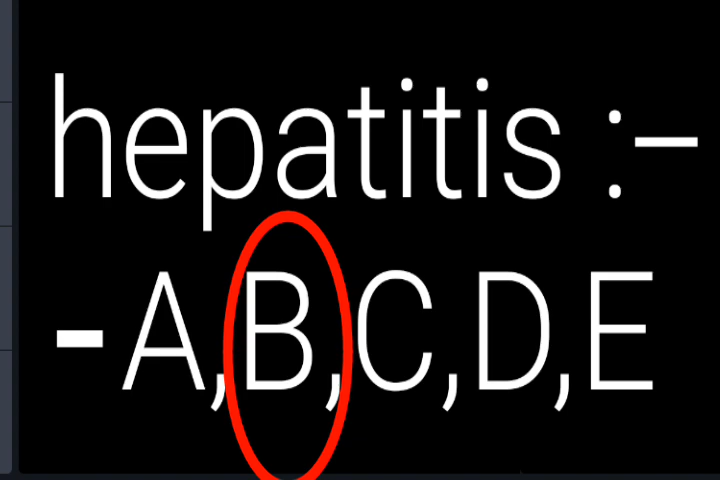 hepatitis :–
-A,B,C,D,E